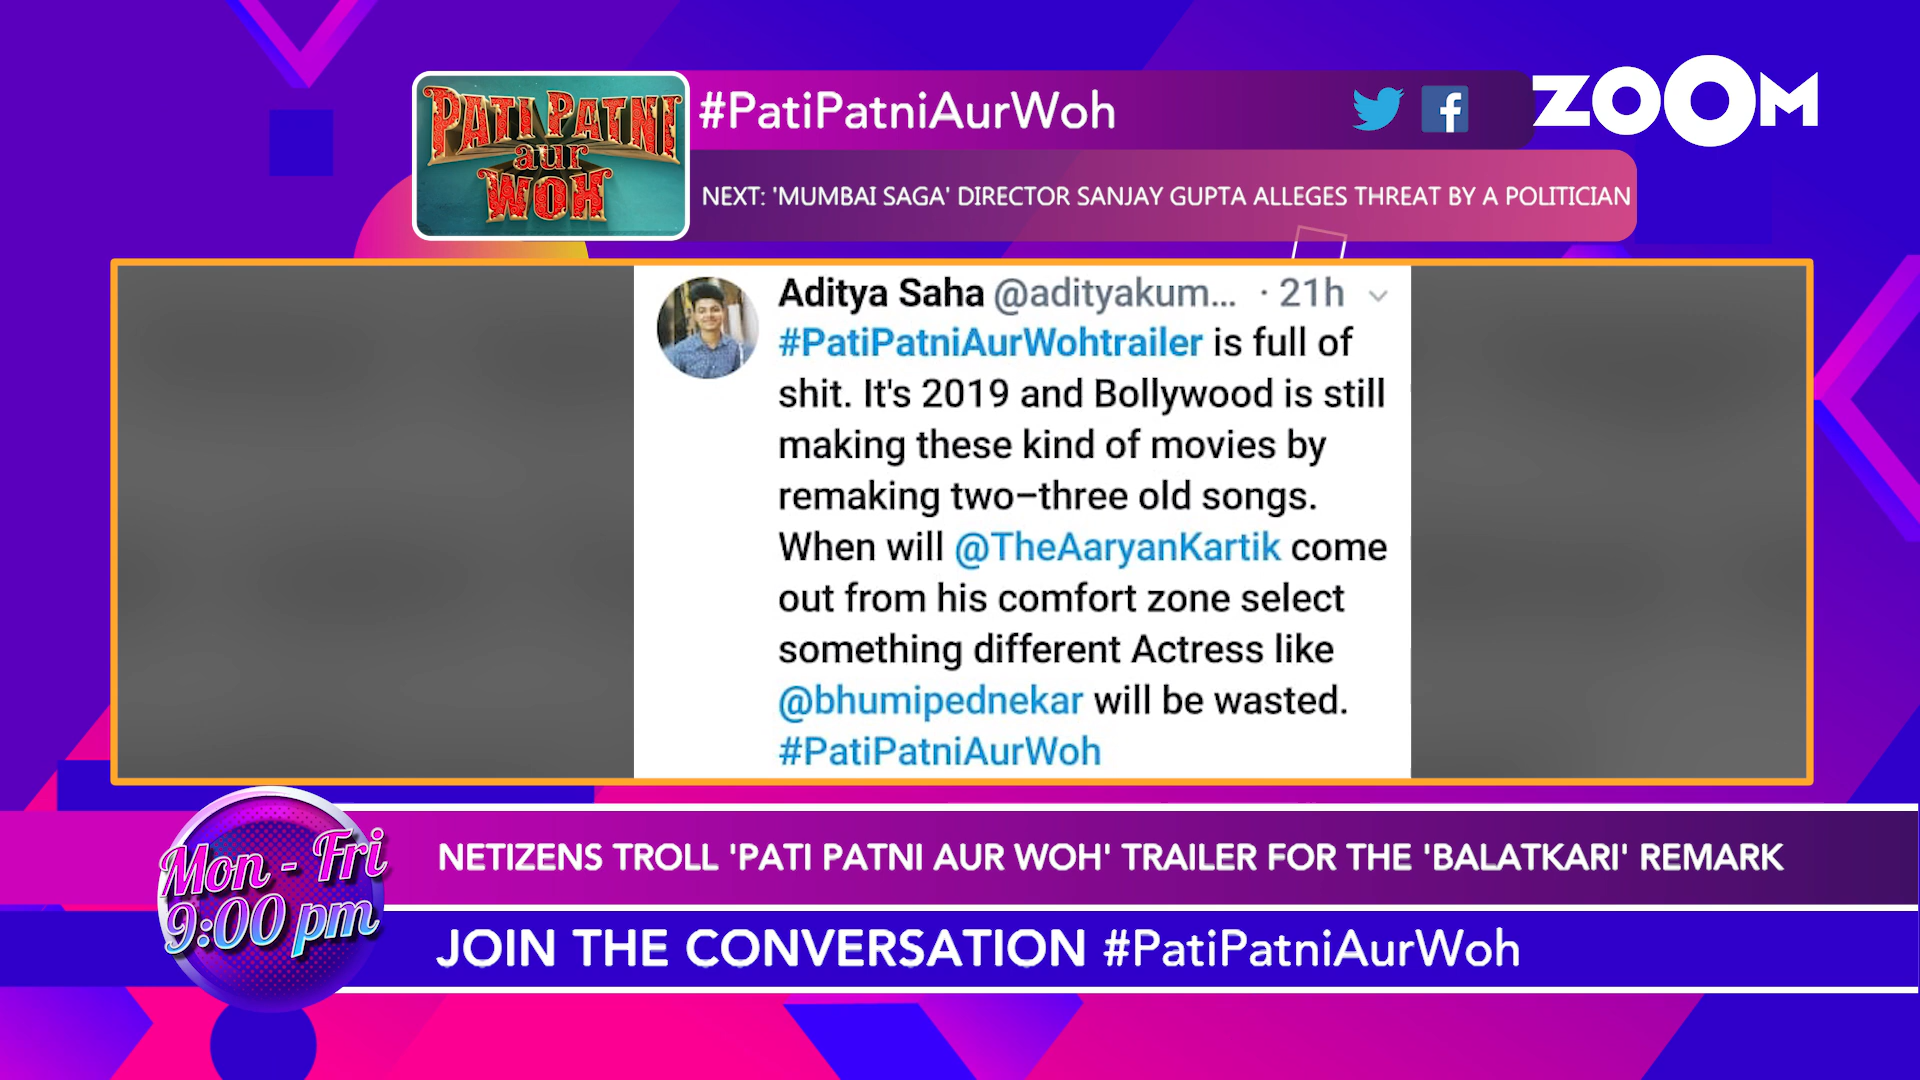 PATI PATNI
aur
WOH
#PatiPatniAurWoh
ZOOM
NEXT: 'MUMBAI SAGA' DIRECTOR SANJAY GUPTA ALLEGES THREAT BY A POLITICIAN
Aditya Saha @adityakum... · 21h
#PatiPatniAurWohtrailer is full of
shit. It's 2019 and Bollywood is still
making these kind of movies by
remaking two–three old songs.
When will @TheAaryanKartik come
out from his comfort zone select
something different Actress like
@bhumipednekar will be wasted.
#PatiPatniAurWoh
Mon - Fri
9:00 pm
NETIZENS TROLL 'PATI PATNI AUR WOH' TRAILER FOR THE 'BALATKARI' REMARK
JOIN THE CONVERSATION #PatiPatniAurWoh